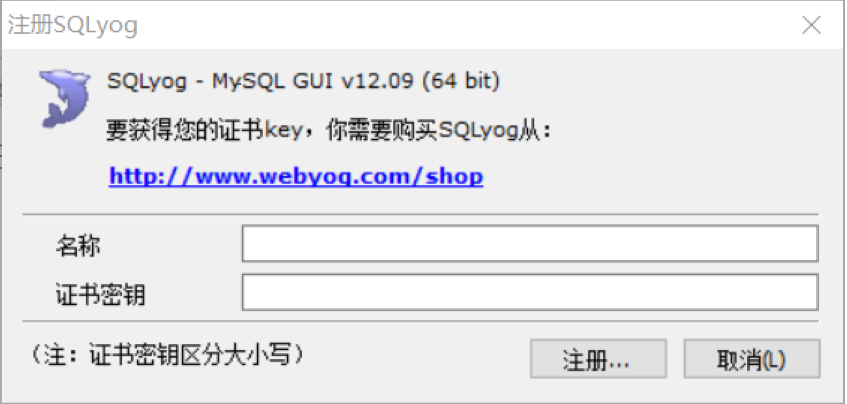 注册SQLyog
SQLyog - MySQL GUI v12.09 (64 bit)
要获得您的证书key，你需要购买SQLyog从：
http://www.webyog.com/shop
名称
证书密钥
（注：证书密钥区分大小写）
注册...
取消(L)